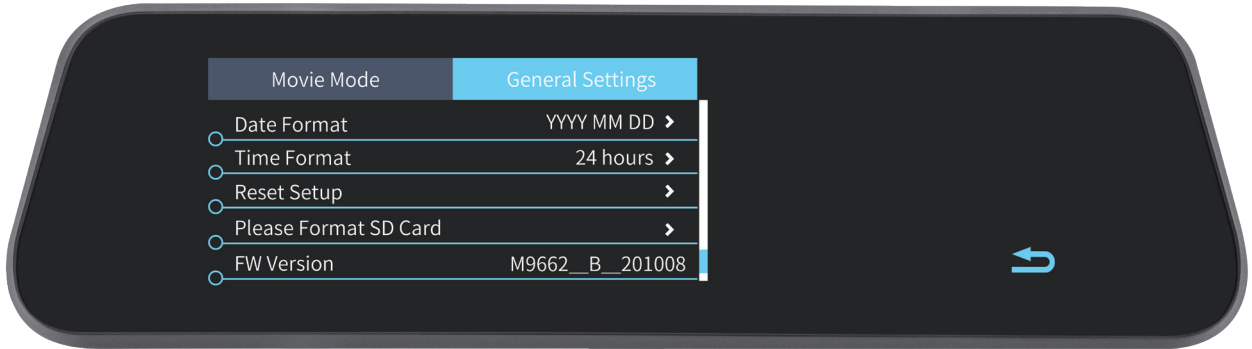 Movie Mode General Settings
Date Format YYYY MM DD
Time Format 24 hours
Reset Setup
Please Format SD Card
FW Version M9662__B__201008